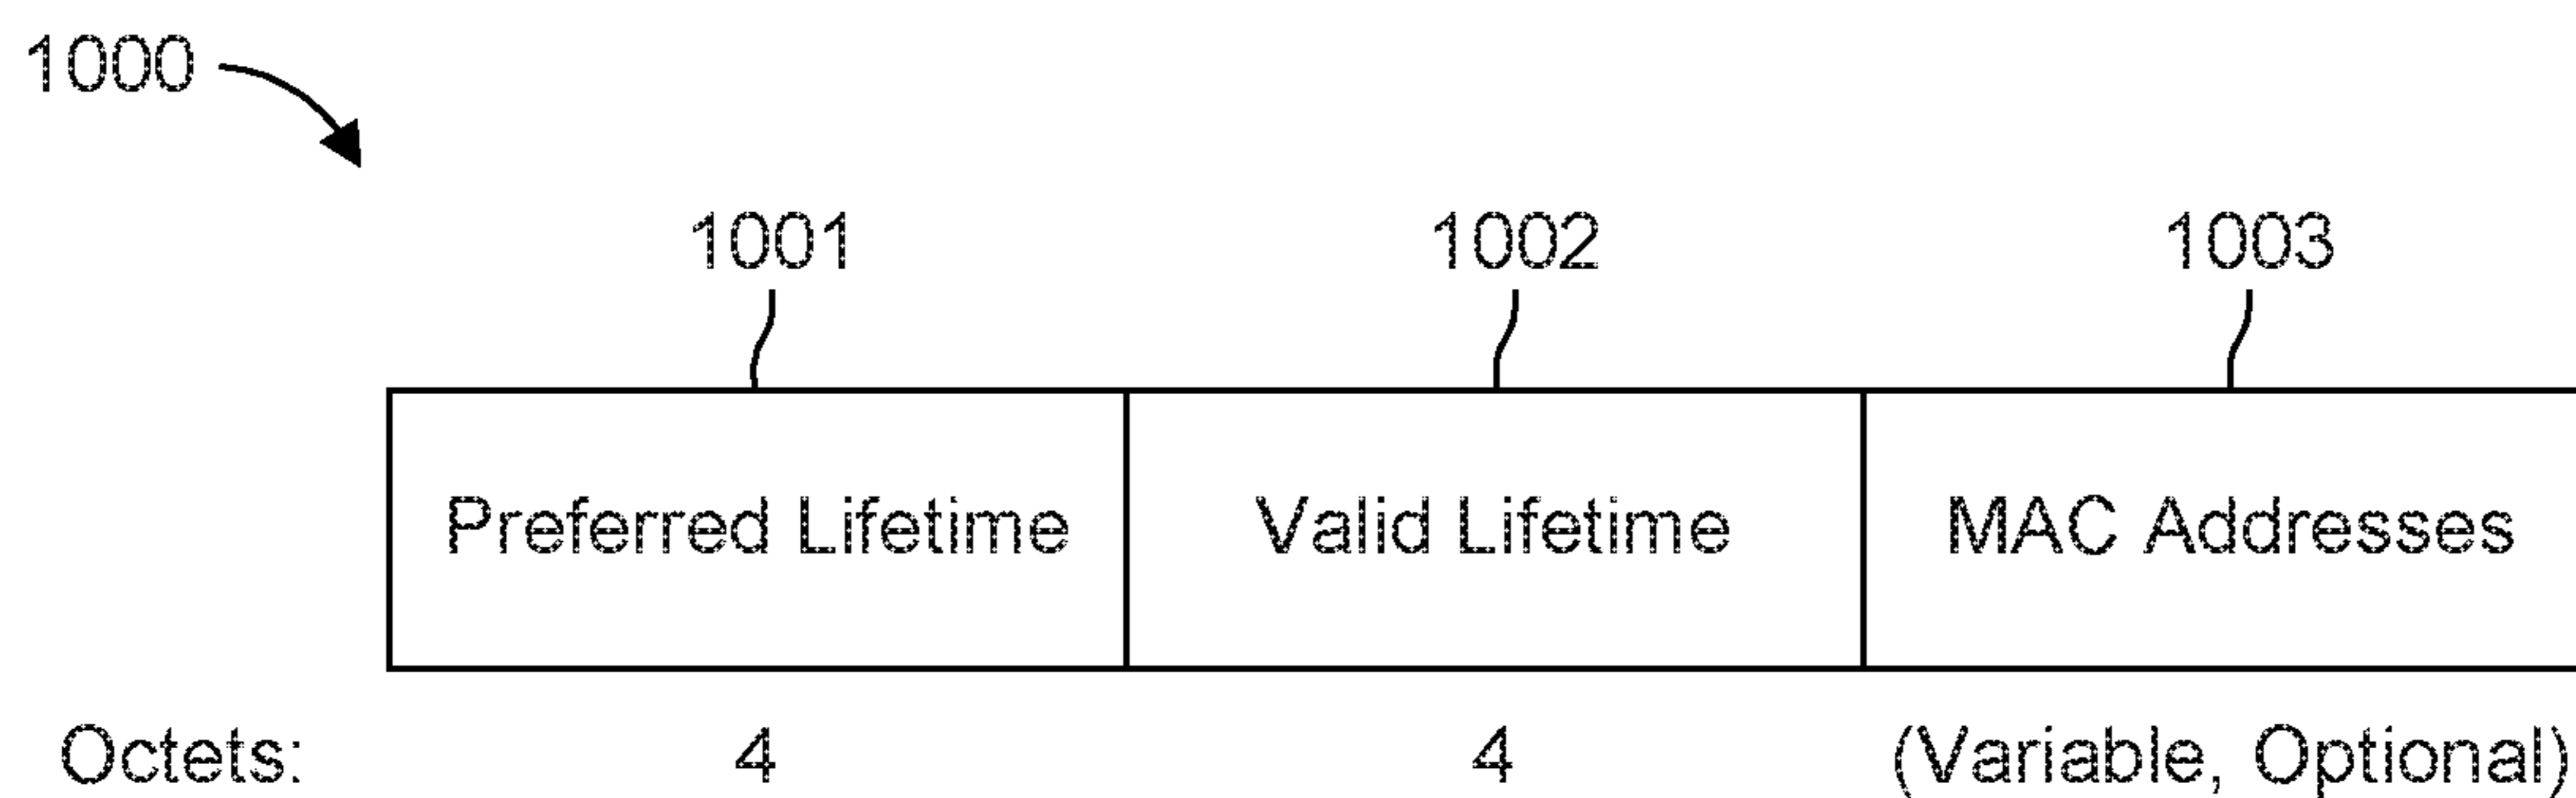 1000
1001 1002 1003
Preferred Lifetime Valid Lifetime MAC Addresses
Octets: 4 4 (Variable, Optional)